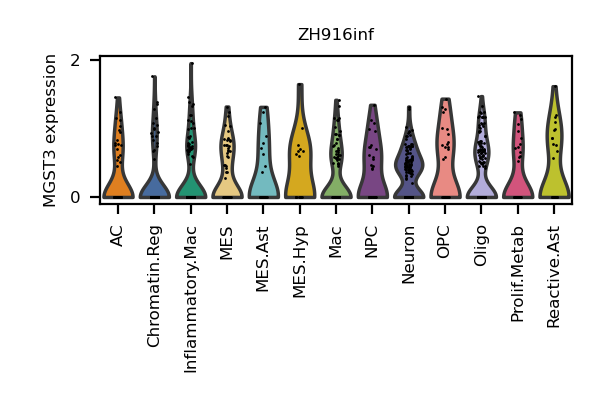 ZH916inf
MGST3 expression
2
0
AC
Chromatin.Reg
Inflammatory.Mac
MES
MES.Ast
MES.Hyp
Mac
NPC
Neuron
OPC
Oligo
Prolif.Metab
Reactive.Ast